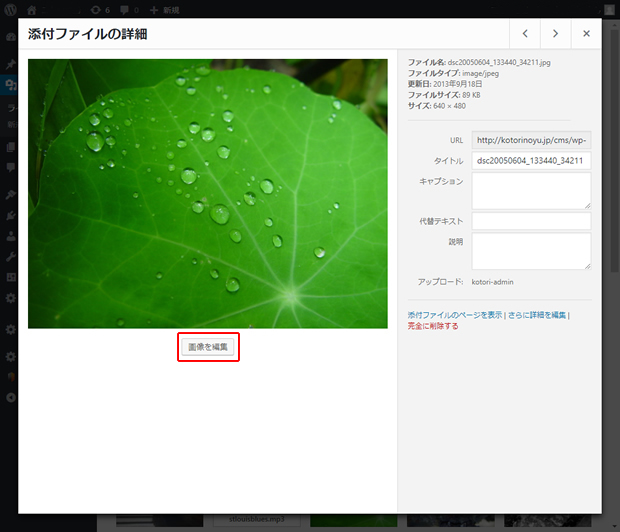 6
0
新規
添付ファイルの詳細
ファイル名: dsc20050604_133440_34211.jpg
ファイルタイプ: image/jpeg
更新日: 2013年9月18日
ファイルサイズ: 89 KB
サイズ: 640 × 480
URL http://kotorinoyu.jp/cms/wp-
タイトル dsc20050604_133440_34211
キャプション
代替テキスト
説明
アップロード: kotori-admin
添付ファイルのページを表示 | さらに詳細を編集 |
完全に削除する
画像を編集
stlouisblues.mp3